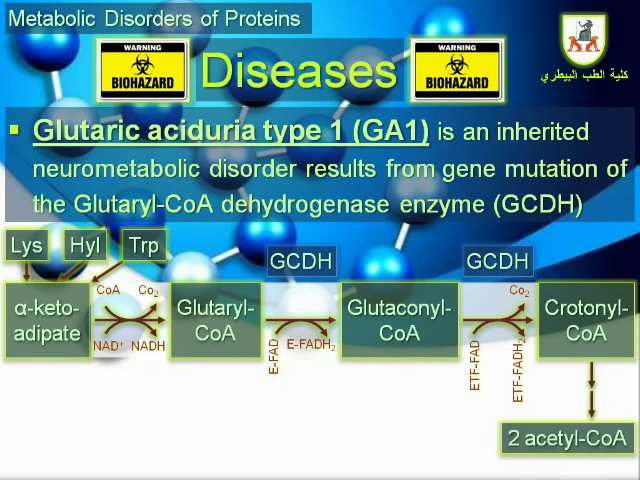 Metabolic Disorders of Proteins
WARNING
BIOHAZARD
Diseases
WARNING
BIOHAZARD
كلية الطب البيطري
▪ Glutaric aciduria type 1 (GA1) is an inherited
neurometabolic disorder results from gene mutation of
the Glutaryl-CoA dehydrogenase enzyme (GCDH)
Lys Hyl Trp
GCDH GCDH
α-keto-
adipate
CoA Co₂
NAD⁺ NADH
Glutaryl-
CoA
E-FAD E-FADH₂
Glutaconyl-
CoA
ETF-FAD
Co₂
ETF-FADH₂
Crotonyl-
CoA
2 acetyl-CoA